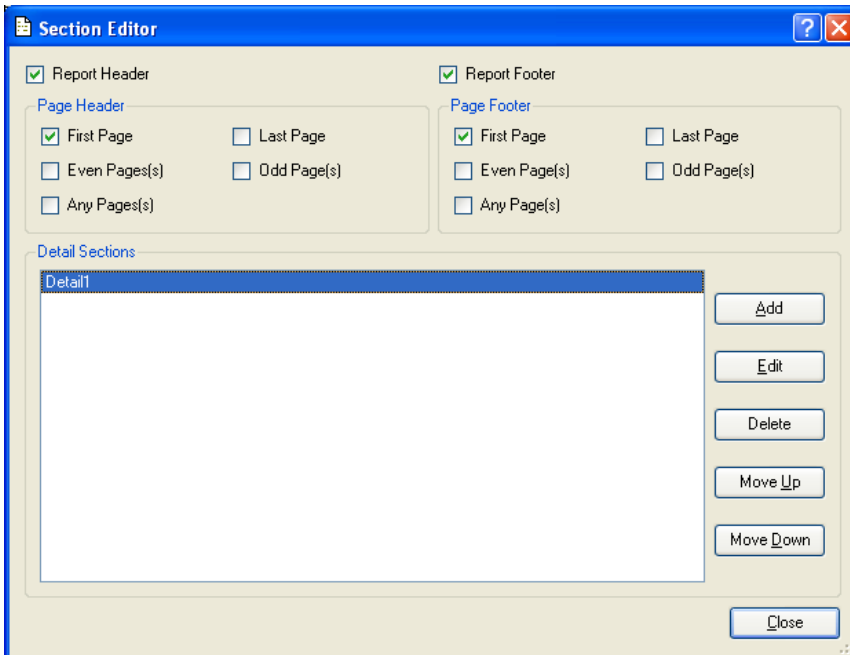 Section Editor
Report Header
Report Footer
Page Header
Page Footer
First Page
Last Page
First Page
Last Page
Even Pages(s)
Odd Page(s)
Even Page(s)
Odd Page(s)
Any Pages(s)
Any Page(s)
Detail Sections
Detail1
Add
Edit
Delete
Move Up
Move Down
Close